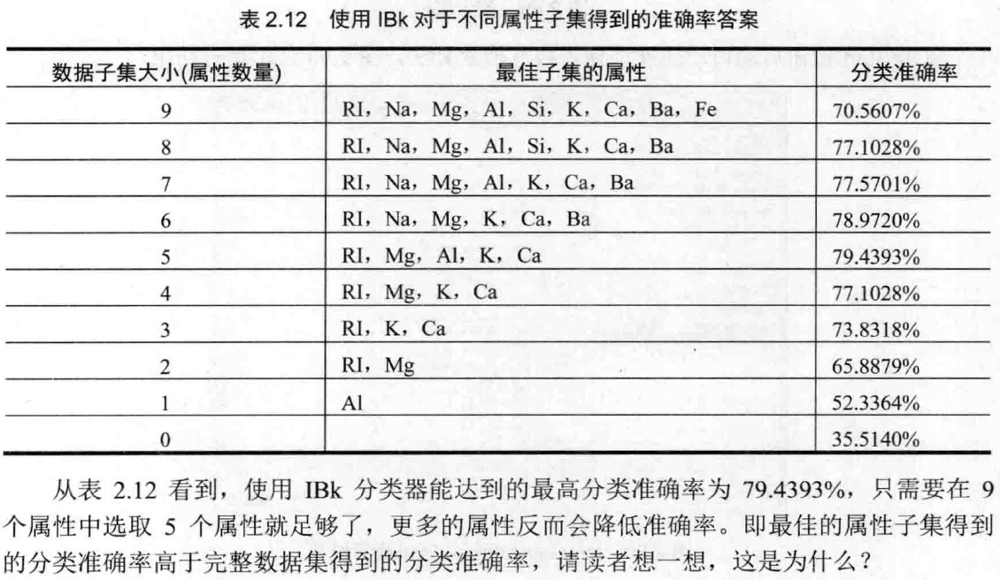 表 2.12 使用 IBk 对于不同属性子集得到的准确率答案
数据子集大小(属性数量) 最佳子集的属性 分类准确率
9 RI，Na，Mg，Al，Si，K，Ca，Ba，Fe 70.5607%
8 RI，Na，Mg，Al，Si，K，Ca，Ba 77.1028%
7 RI，Na，Mg，Al，K，Ca，Ba 77.5701%
6 RI，Na，Mg，K，Ca，Ba 78.9720%
5 RI，Mg，Al，K，Ca 79.4393%
4 RI，Mg，K，Ca 77.1028%
3 RI，K，Ca 73.8318%
2 RI，Mg 65.8879%
1 Al 52.3364%
0 35.5140%
从表 2.12 看到，使用 IBk 分类器能达到的最高分类准确率为 79.4393%，只需要在 9
个属性中选取 5 个属性就足够了，更多的属性反而会降低准确率。即最佳的属性子集得到
的分类准确率高于完整数据集得到的分类准确率，请读者想一想，这是为什么？